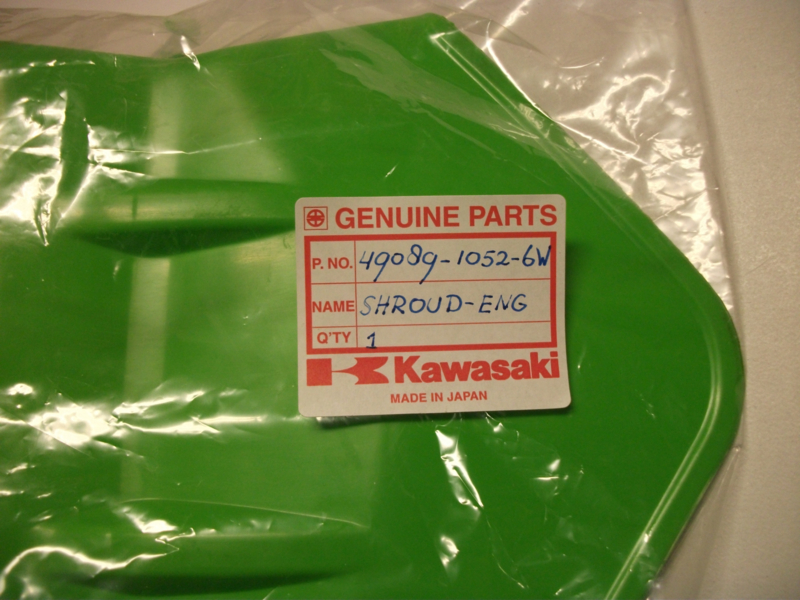 GENUINE PARTS
P. NO. 49089-1052-6W
NAME SHROUD-ENG
Q'TY 1
Kawasaki
MADE IN JAPAN